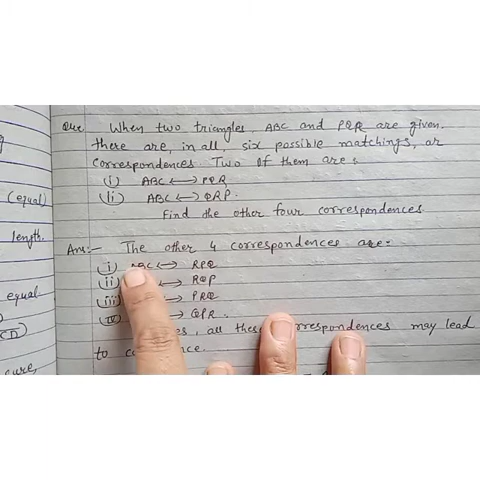 Que. When two triangles, ABC and PQR are given.
there are, in all, six possible matchings, or
correspondences. Two of them are:
(i) ABC ⟷ PQR
(ii) ABC ⟷ QRP.
Find the other four correspondences
(equal)
length.
Ans:- The other 4 correspondences are:-
(i) ABC ⟷ RPQ
(ii) ⟷ RQP
equal
(iii) ⟷ PRQ
(iv) ⟷ QPR.
all these correspondences may lead
to